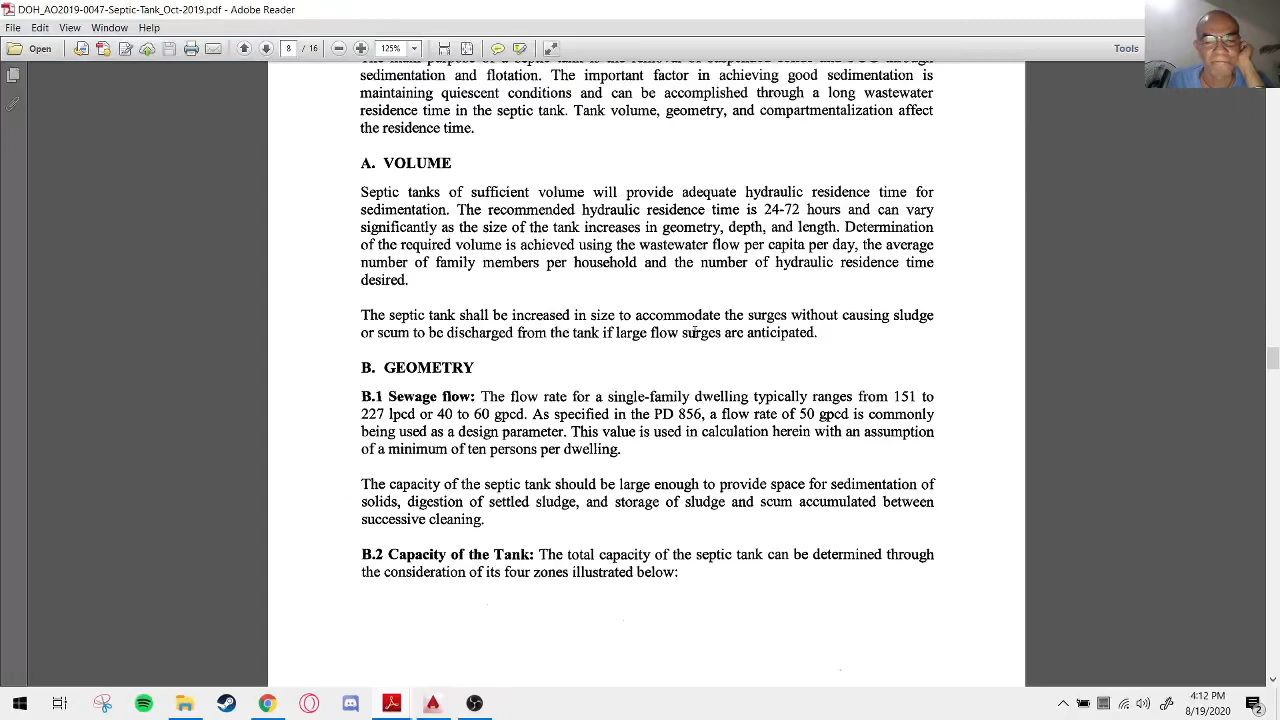 DOH_AO2019-0047-Septic-Tank_Oct-2019.pdf - Adobe Reader
File Edit View Window Help
Open 8 / 16 125% Tools
sedimentation and flotation. The important factor in achieving good sedimentation is
maintaining quiescent conditions and can be accomplished through a long wastewater
residence time in the septic tank. Tank volume, geometry, and compartmentalization affect
the residence time.
A. VOLUME
Septic tanks of sufficient volume will provide adequate hydraulic residence time for
sedimentation. The recommended hydraulic residence time is 24-72 hours and can vary
significantly as the size of the tank increases in geometry, depth, and length. Determination
of the required volume is achieved using the wastewater flow per capita per day, the average
number of family members per household and the number of hydraulic residence time
desired.
The septic tank shall be increased in size to accommodate the surges without causing sludge
or scum to be discharged from the tank if large flow surges are anticipated.
B. GEOMETRY
B.1 Sewage flow: The flow rate for a single-family dwelling typically ranges from 151 to
227 lpcd or 40 to 60 gpcd. As specified in the PD 856, a flow rate of 50 gpcd is commonly
being used as a design parameter. This value is used in calculation herein with an assumption
of a minimum of ten persons per dwelling.
The capacity of the septic tank should be large enough to provide space for sedimentation of
solids, digestion of settled sludge, and storage of sludge and scum accumulated between
successive cleaning.
B.2 Capacity of the Tank: The total capacity of the septic tank can be determined through
the consideration of its four zones illustrated below:
4:12 PM
8/19/2020
2